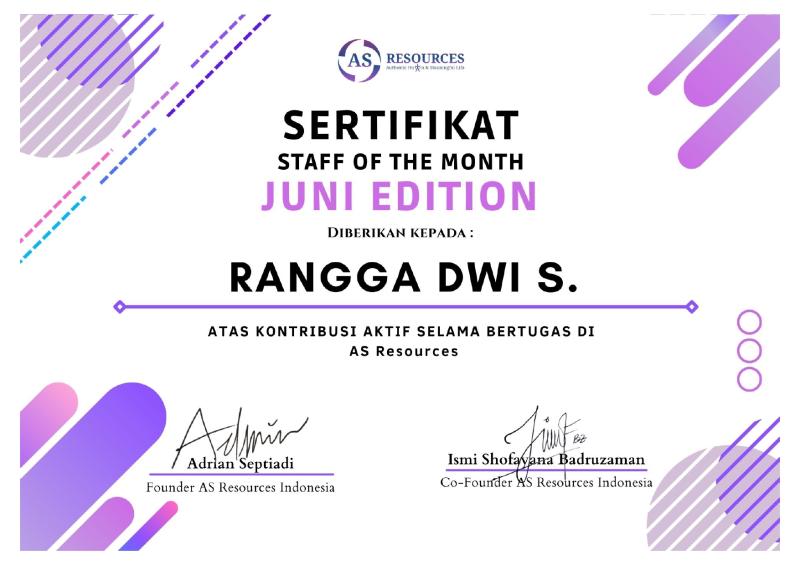 AS RESOURCES
SERTIFIKAT
STAFF OF THE MONTH
JUNI EDITION
DIBERIKAN KEPADA :
RANGGA DWI S.
ATAS KONTRIBUSI AKTIF SELAMA BERTUGAS DI
AS Resources
Adrian Septiadi
Founder AS Resources Indonesia
Ismi Shofayana Badruzaman
Co-Founder AS Resources Indonesia